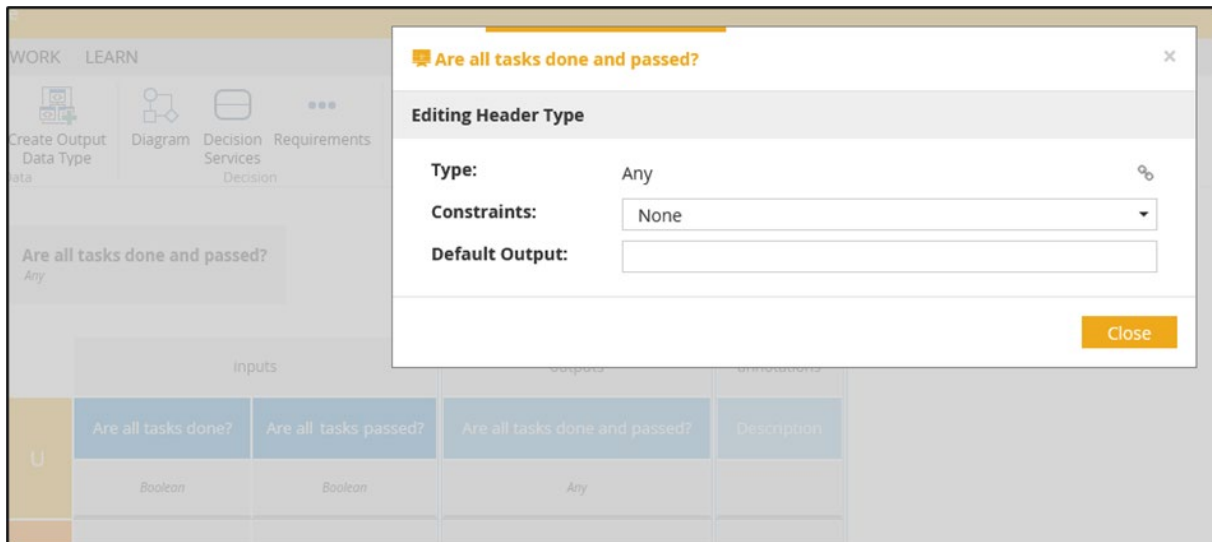 WORK LEARN
Create Output
Data Type
Diagram
Decision
Services
Requirements
Decision
Are all tasks done and passed?
Any
Are all tasks done and passed?
×
Editing Header Type
Type:
Any
Constraints:
None
Default Output:
Close
inputs
outputs
annotations
U
Are all tasks done?
Are all tasks passed?
Are all tasks done and passed?
Description
Boolean
Boolean
Any